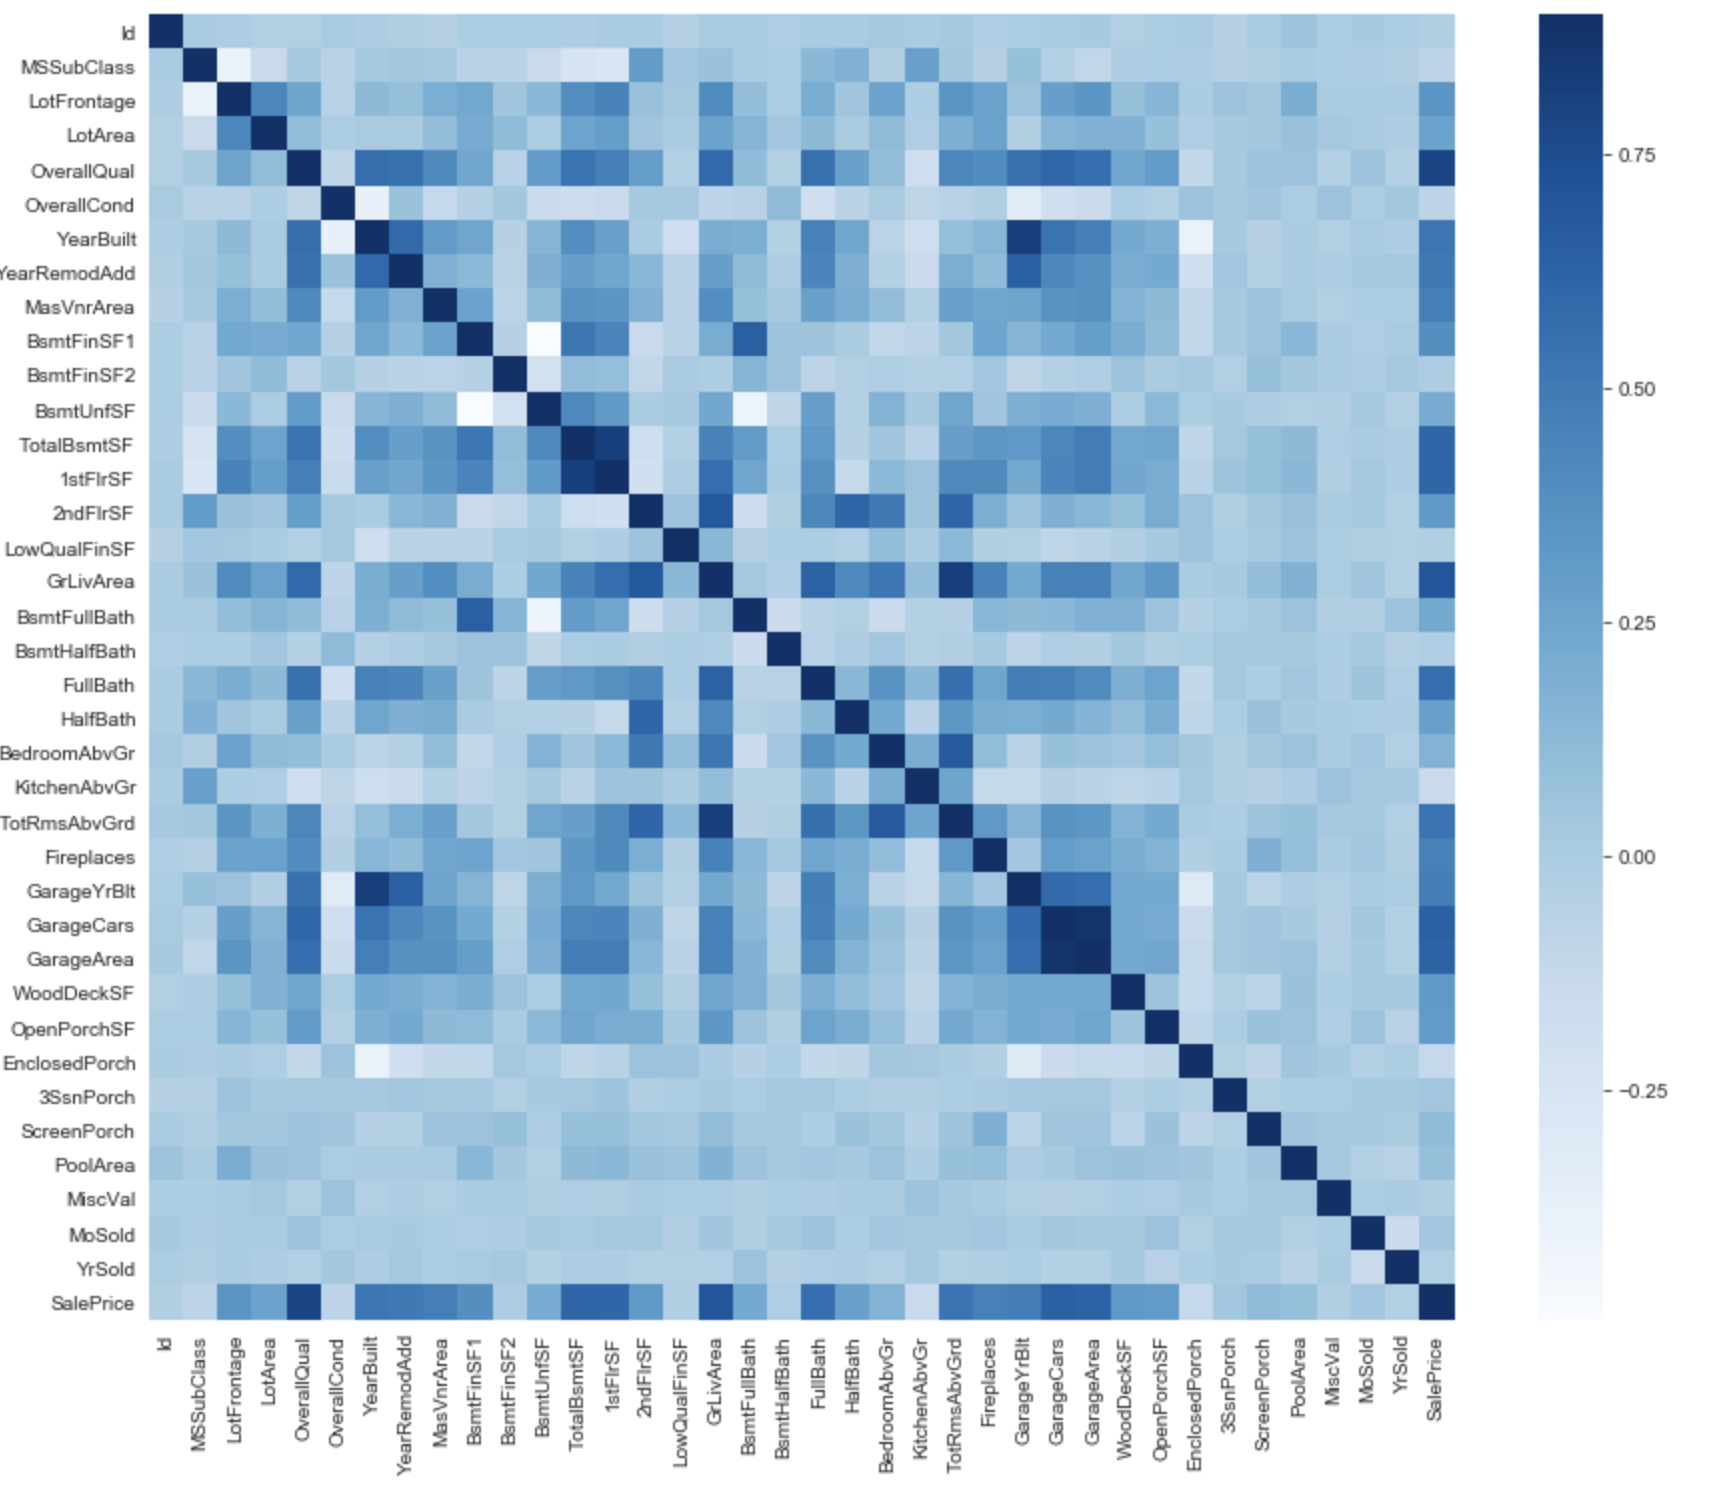 Id
MSSubClass
LotFrontage
LotArea
OverallQual
OverallCond
YearBuilt
YearRemodAdd
MasVnrArea
BsmtFinSF1
BsmtFinSF2
BsmtUnfSF
TotalBsmtSF
1stFlrSF
2ndFlrSF
LowQualFinSF
GrLivArea
BsmtFullBath
BsmtHalfBath
FullBath
HalfBath
BedroomAbvGr
KitchenAbvGr
TotRmsAbvGrd
Fireplaces
GarageYrBlt
GarageCars
GarageArea
WoodDeckSF
OpenPorchSF
EnclosedPorch
3SsnPorch
ScreenPorch
PoolArea
MiscVal
MoSold
YrSold
SalePrice
Id
MSSubClass
LotFrontage
LotArea
OverallQual
OverallCond
YearBuilt
YearRemodAdd
MasVnrArea
BsmtFinSF1
BsmtFinSF2
BsmtUnfSF
TotalBsmtSF
1stFlrSF
2ndFlrSF
LowQualFinSF
GrLivArea
BsmtFullBath
BsmtHalfBath
FullBath
HalfBath
BedroomAbvGr
KitchenAbvGr
TotRmsAbvGrd
Fireplaces
GarageYrBlt
GarageCars
GarageArea
WoodDeckSF
OpenPorchSF
EnclosedPorch
3SsnPorch
ScreenPorch
PoolArea
MiscVal
MoSold
YrSold
SalePrice
0.75
0.50
0.25
0.00
−0.25